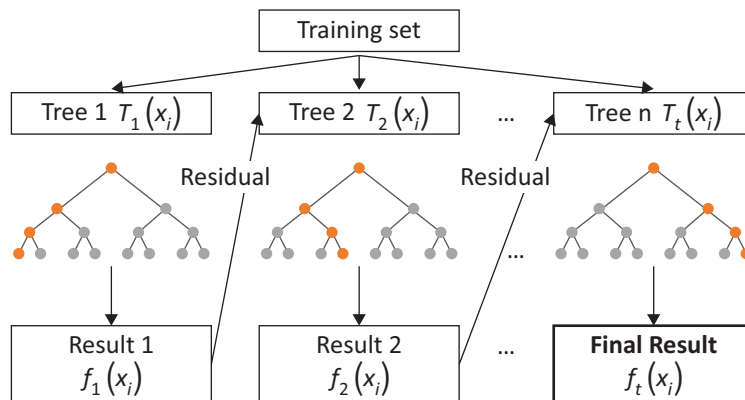 Training set
Tree 1 T₁(xᵢ)
Tree 2 T₂(xᵢ)
...
Tree n Tₜ(xᵢ)
Residual
Residual
...
Result 1
f₁(xᵢ)
Result 2
f₂(xᵢ)
...
Final Result
fₜ(xᵢ)